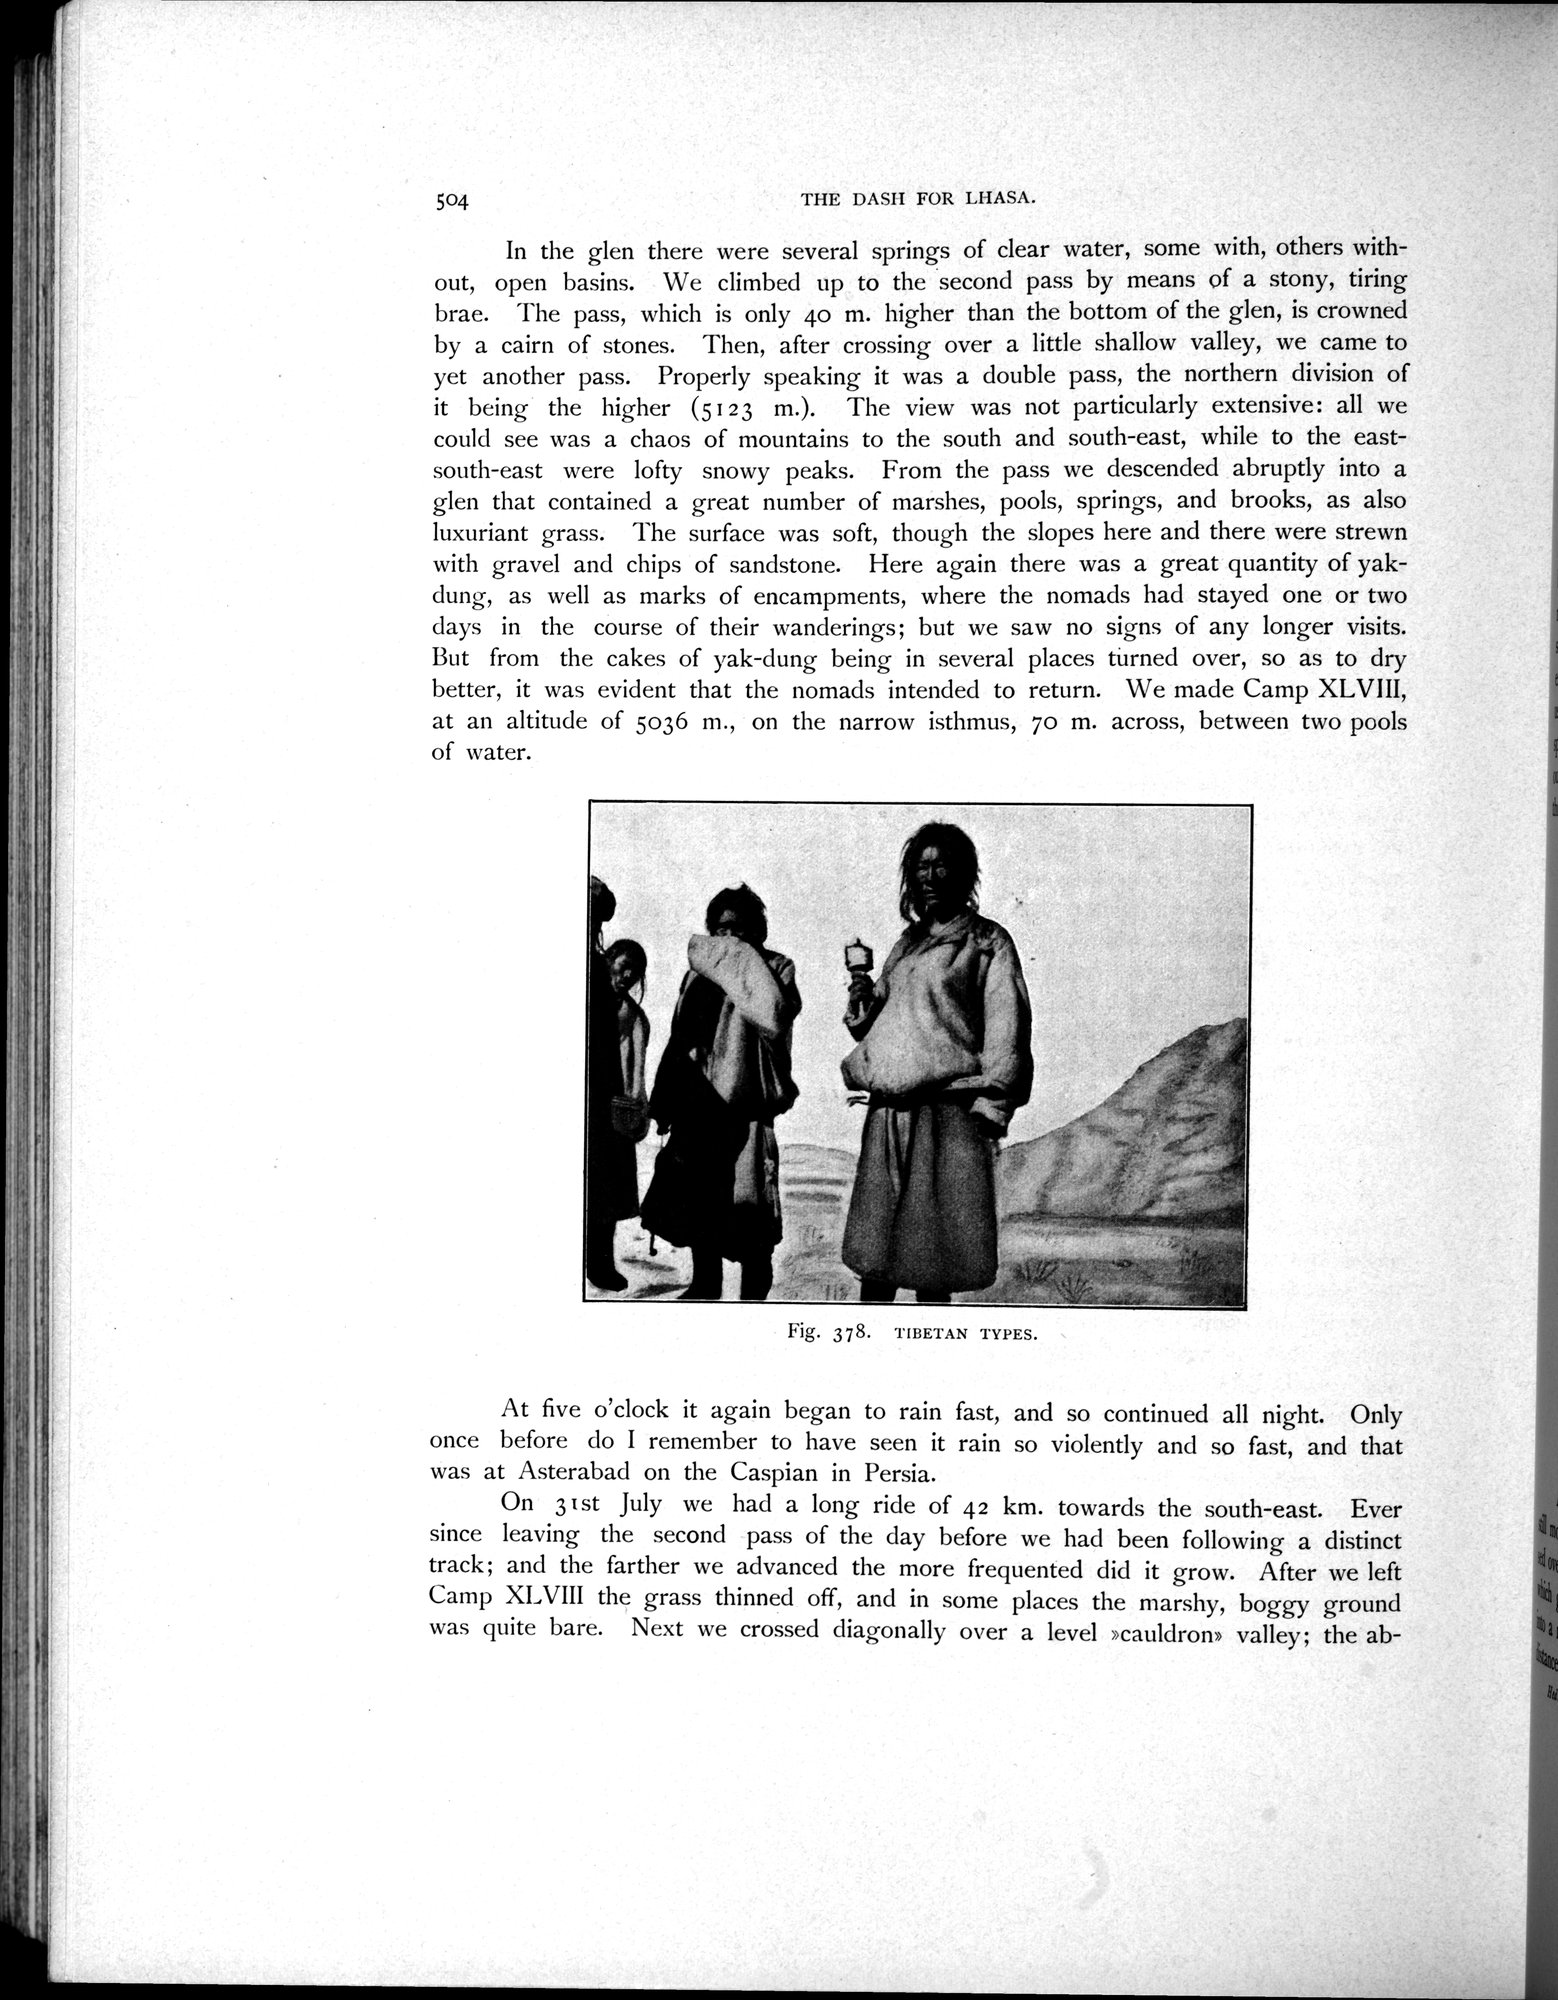 504
THE DASH FOR LHASA.
In the glen there were several springs of clear water, some with, others with-
out, open basins. We climbed up to the second pass by means of a stony, tiring
brae. The pass, which is only 40 m. higher than the bottom of the glen, is crowned
by a cairn of stones. Then, after crossing over a little shallow valley, we came to
yet another pass. Properly speaking it was a double pass, the northern division of
it being the higher (5123 m.). The view was not particularly extensive: all we
could see was a chaos of mountains to the south and south-east, while to the east-
south-east were lofty snowy peaks. From the pass we descended abruptly into a
glen that contained a great number of marshes, pools, springs, and brooks, as also
luxuriant grass. The surface was soft, though the slopes here and there were strewn
with gravel and chips of sandstone. Here again there was a great quantity of yak-
dung, as well as marks of encampments, where the nomads had stayed one or two
days in the course of their wanderings; but we saw no signs of any longer visits.
But from the cakes of yak-dung being in several places turned over, so as to dry
better, it was evident that the nomads intended to return. We made Camp XLVIII,
at an altitude of 5036 m., on the narrow isthmus, 70 m. across, between two pools
of water.
Fig. 378. TIBETAN TYPES.
At five o'clock it again began to rain fast, and so continued all night. Only
once before do I remember to have seen it rain so violently and so fast, and that
was at Asterabad on the Caspian in Persia.
On 31st July we had a long ride of 42 km. towards the south-east. Ever
since leaving the second pass of the day before we had been following a distinct
track; and the farther we advanced the more frequented did it grow. After we left
Camp XLVIII the grass thinned off, and in some places the marshy, boggy ground
was quite bare. Next we crossed diagonally over a level »cauldron» valley; the ab-